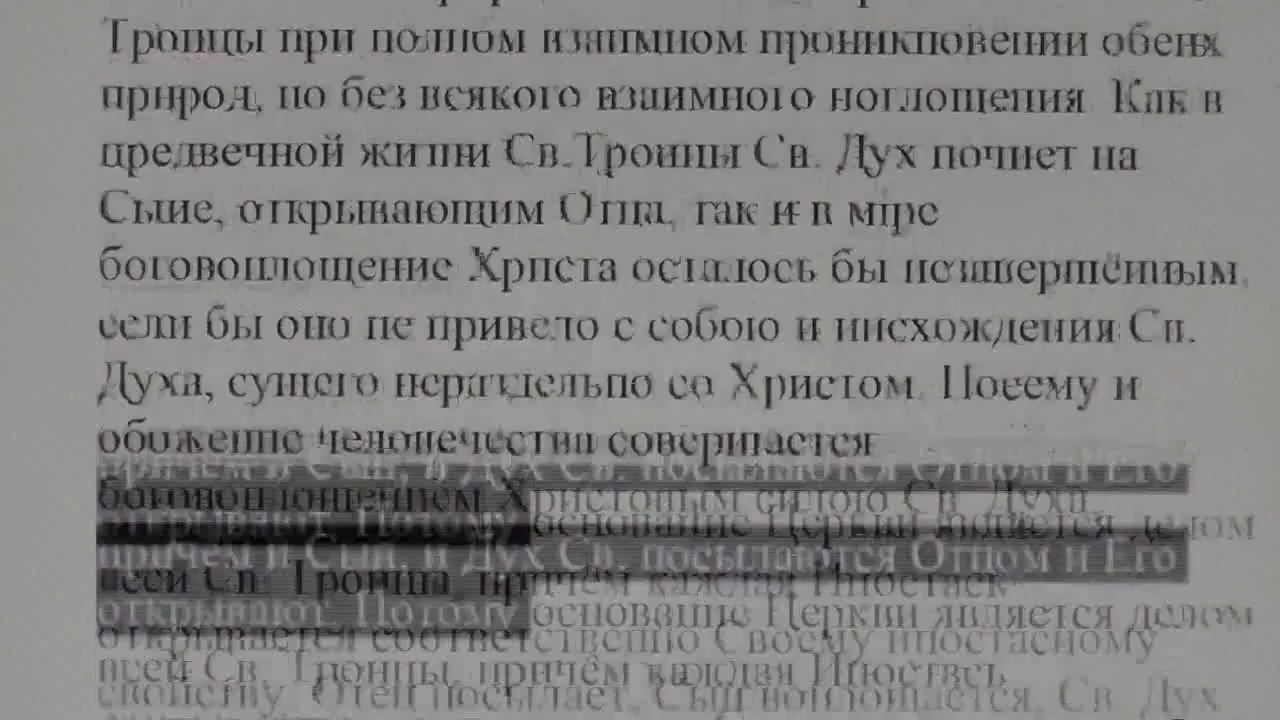 Троицы при полном взаимном проникновении обеих
природ, но без всякого взаимного поглощения. Как в
предвечной жизни Св.Троицы Св. Дух почиет на
Сыне, открывающим Отца, так и в мире
боговоплощение Христа осталось бы незавершённым,
если бы оно не привело с собою и нисхождения Св.
Духа, сущего нераздельно со Христом. Посему и
обожение человечества совершается
боговоплощением Христовым силою Св. Духа,
причём и Сын, и Дух Св. посылаются Отцом и Его
открывают. Потому основание Церкви является делом
всей Св. Троицы, причём каждая Ипостась
открывается соответственно Своему ипостасному
свойству. Отец посылает, Сын воплощается, Св. Дух